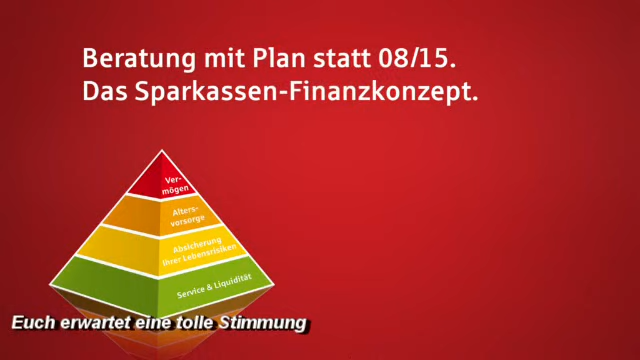 Beratung mit Plan statt 08/15.
Das Sparkassen-Finanzkonzept.
Ver-
mögen
Alters-
vorsorge
Absicherung
Ihrer Lebensrisiken
Service & Liquidität
Euch erwartet eine tolle Stimmung